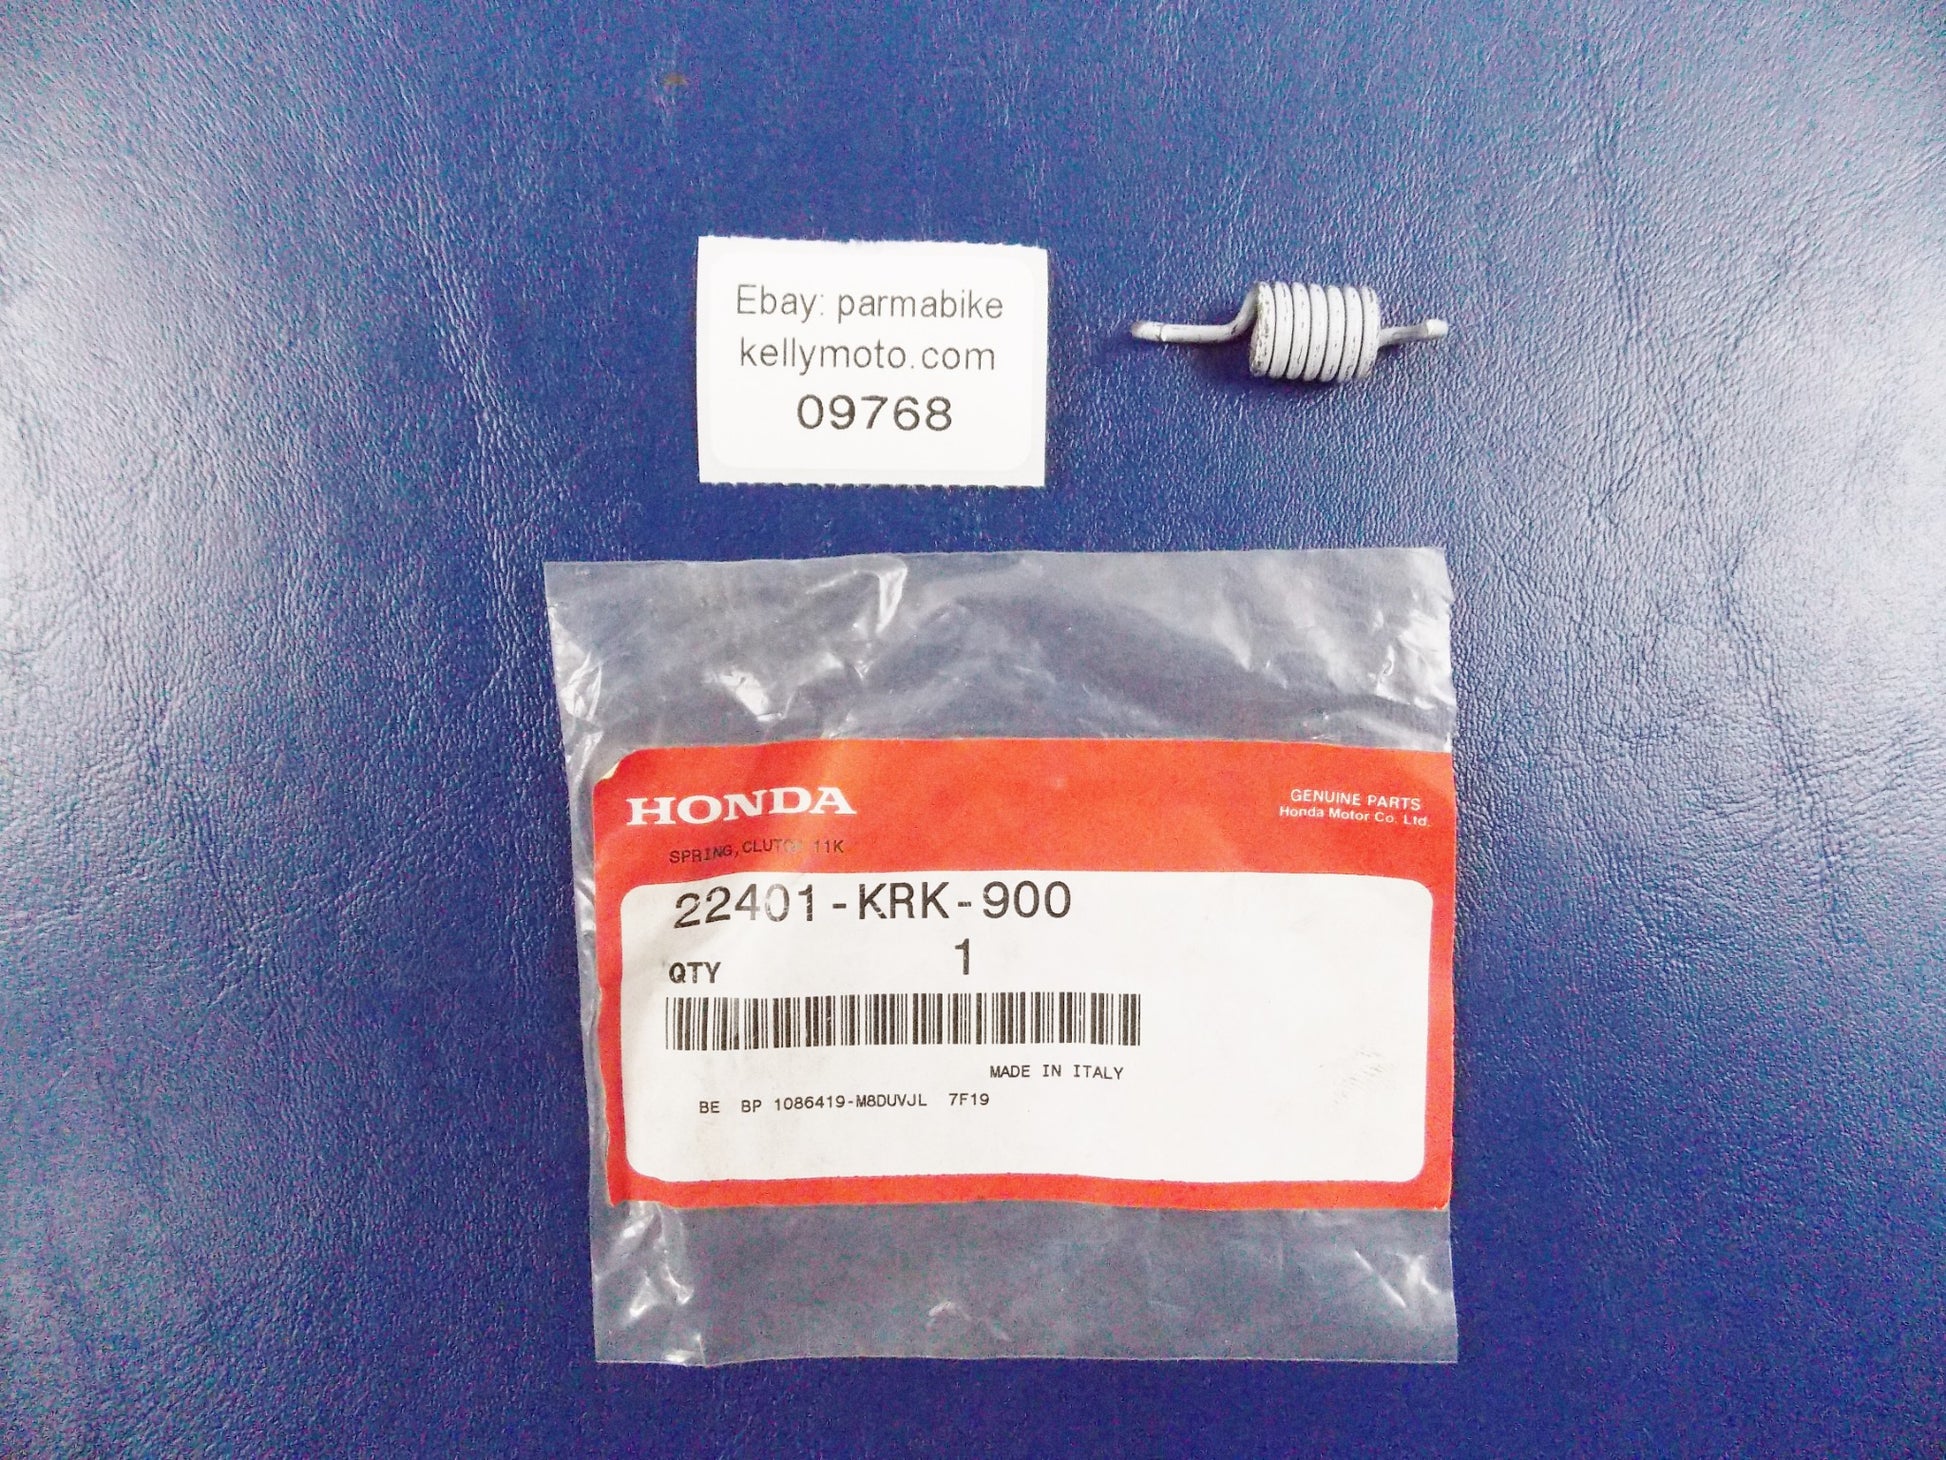 Ebay: parmabike
kellymoto.com
09768
HONDA
GENUINE PARTS
Honda Motor Co. Ltd.
SPRING,CLUTCH 11K
22401-KRK-900
QTY 1
MADE IN ITALY
BE BP 1086419-M8DUVJL 7F19